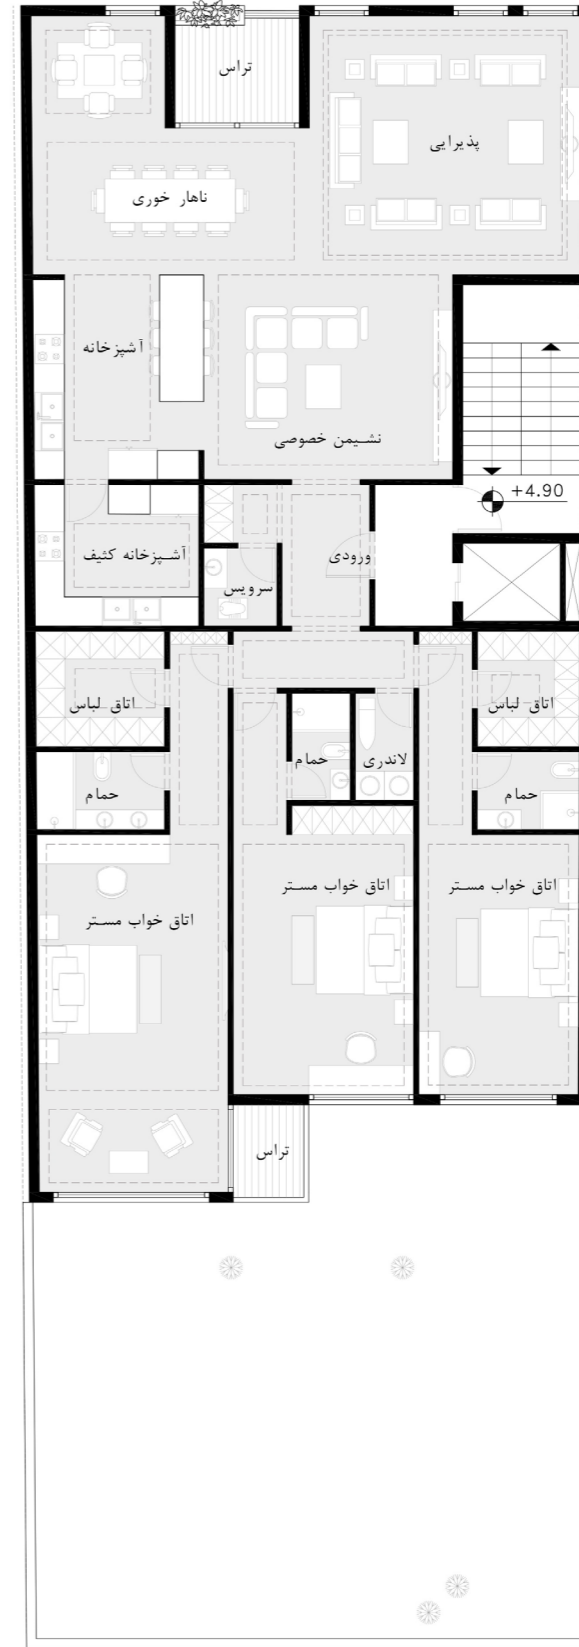 تراس
پذیرایی
ناهار خوری
آشپزخانه
نشیمن خصوصی
+4.90
آشپزخانه کثیف
ورودی
سرویس
اتاق لباس
اتاق لباس
حمام
لاندری
حمام
حمام
اتاق خواب مستر
اتاق خواب مستر
اتاق خواب مستر
تراس